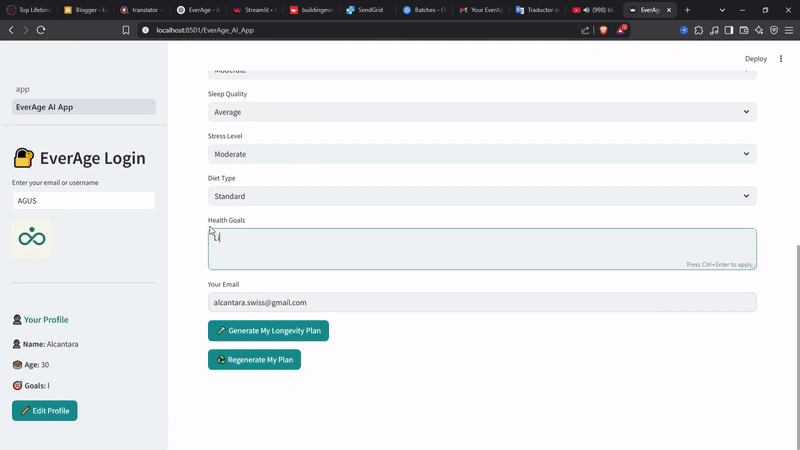 Top Lifetim
Blogger - E
translator -
EverAge - A
Streamlit •
buildingeve
SendGrid
Batches - O
Your EverA
Traductor d
(998)
EverA
localhost:8501/EverAge_AI_App
Deploy
app
EverAge AI App
EverAge Login
Enter your email or username
AGUS
Your Profile
Name: Alcantara
Age: 30
Goals: l
Edit Profile
Moderate
Sleep Quality
Average
Stress Level
Moderate
Diet Type
Standard
Health Goals
Li
Press Ctrl+Enter to apply
Your Email
alcantara.swiss@gmail.com
Generate My Longevity Plan
Regenerate My Plan